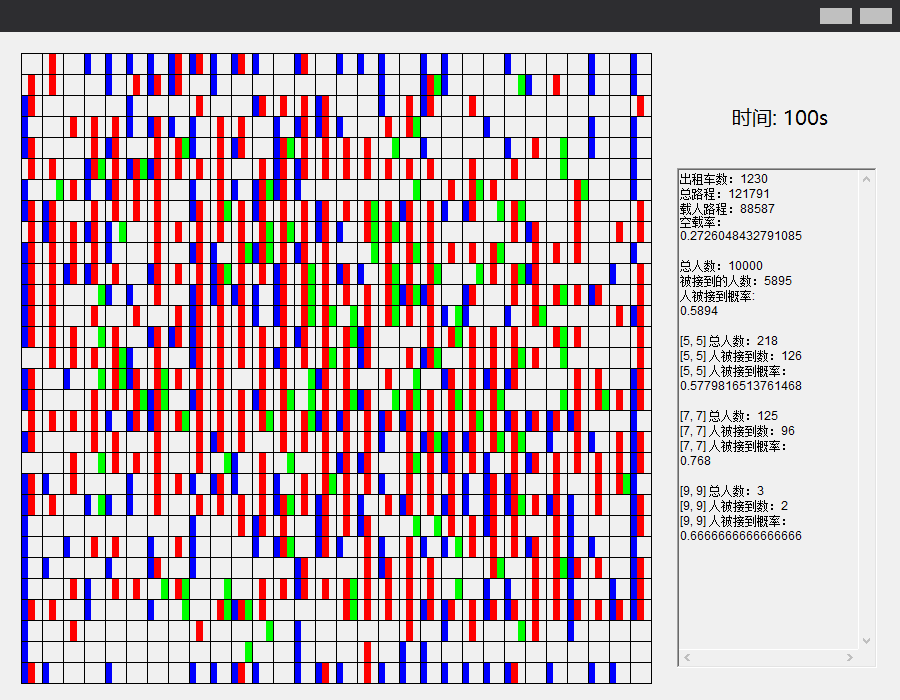 时间: 100s
出租车数：1230
总路程：121791
载人路程：88587
空载率：
0.2726048432791085
总人数：10000
被接到的人数：5895
人被接到概率:
0.5894
[5, 5]总人数：218
[5, 5]人被接到数：126
[5, 5]人被接到概率：
0.5779816513761468
[7, 7]总人数：125
[7, 7]人被接到数：96
[7, 7]人被接到概率：
0.768
[9, 9]总人数：3
[9, 9]人被接到数：2
[9, 9]人被接到概率：
0.6666666666666666